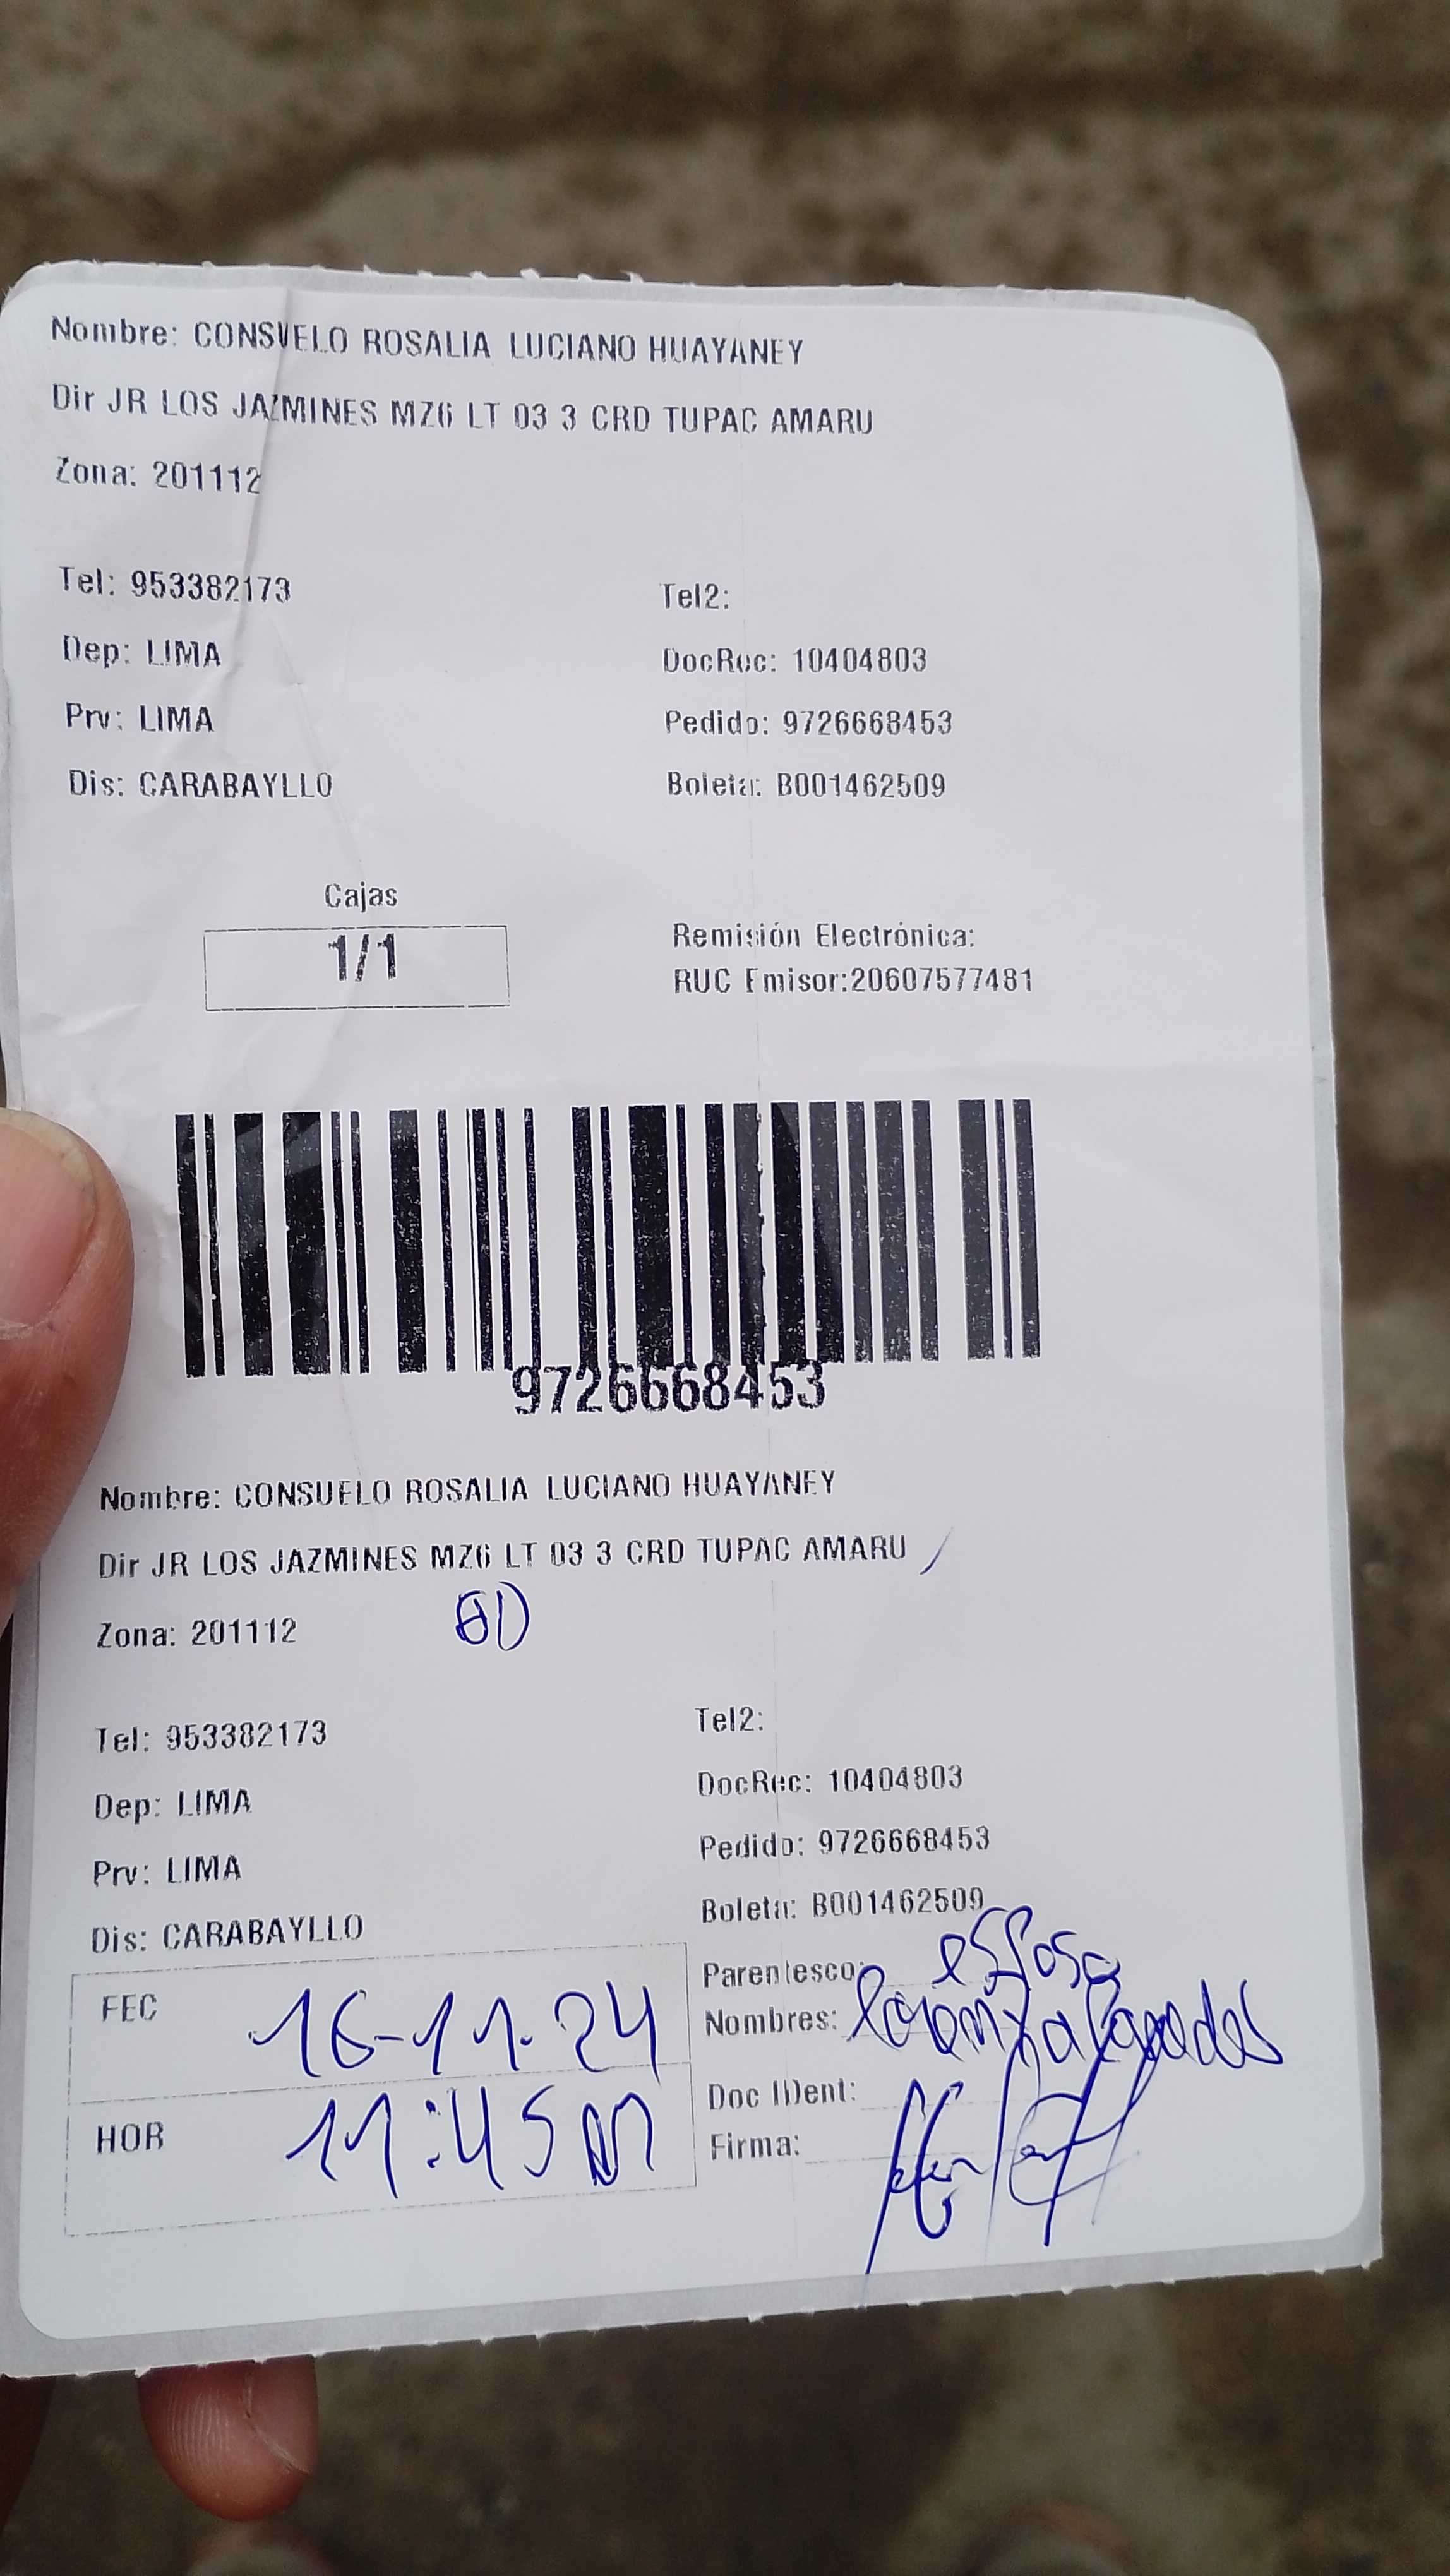 Nombre: CONSUELO ROSALIA LUCIANO HUAYANEY
Dir JR LOS JAZMINES MZ6 LT 03 3 CRD TUPAC AMARU
Zona: 201112
Tel: 953382173
Tel2:
Dep: LIMA
DocRec: 10404803
Prv: LIMA
Pedido: 9726668453
Dis: CARABAYLLO
Boleta: B001462509
Cajas
1/1
Remisión Electrónica:
RUC Emisor:20607577481
9726668453
Nombre: CONSUELO ROSALIA LUCIANO HUAYANEY
Dir JR LOS JAZMINES MZ6 LT 03 3 CRD TUPAC AMARU
Zona: 201112
Tel: 953382173
Tel2:
Dep: LIMA
DocRec: 10404803
Prv: LIMA
Pedido: 9726668453
Dis: CARABAYLLO
Boleta: B001462509
Parentesco: esposo
FEC 16-11-24
Nombres:
Doc IDent:
HOR 11:45
Firma: